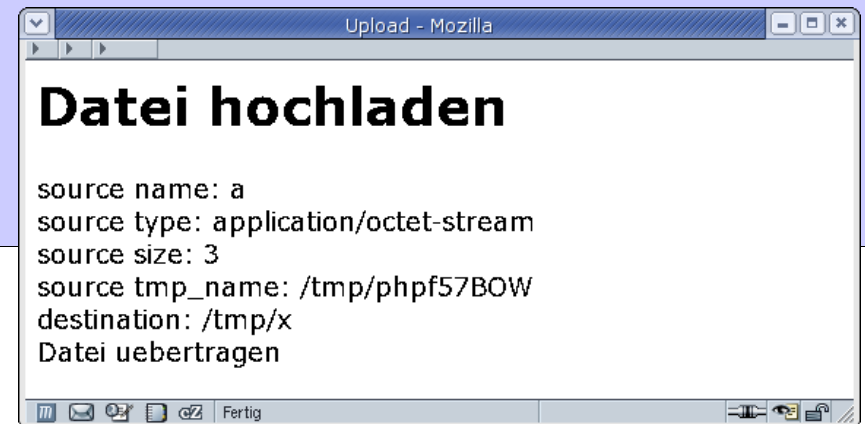 Upload - Mozilla
Datei hochladen
source name: a
source type: application/octet-stream
source size: 3
source tmp_name: /tmp/phpf57BOW
destination: /tmp/x
Datei uebertragen
Fertig